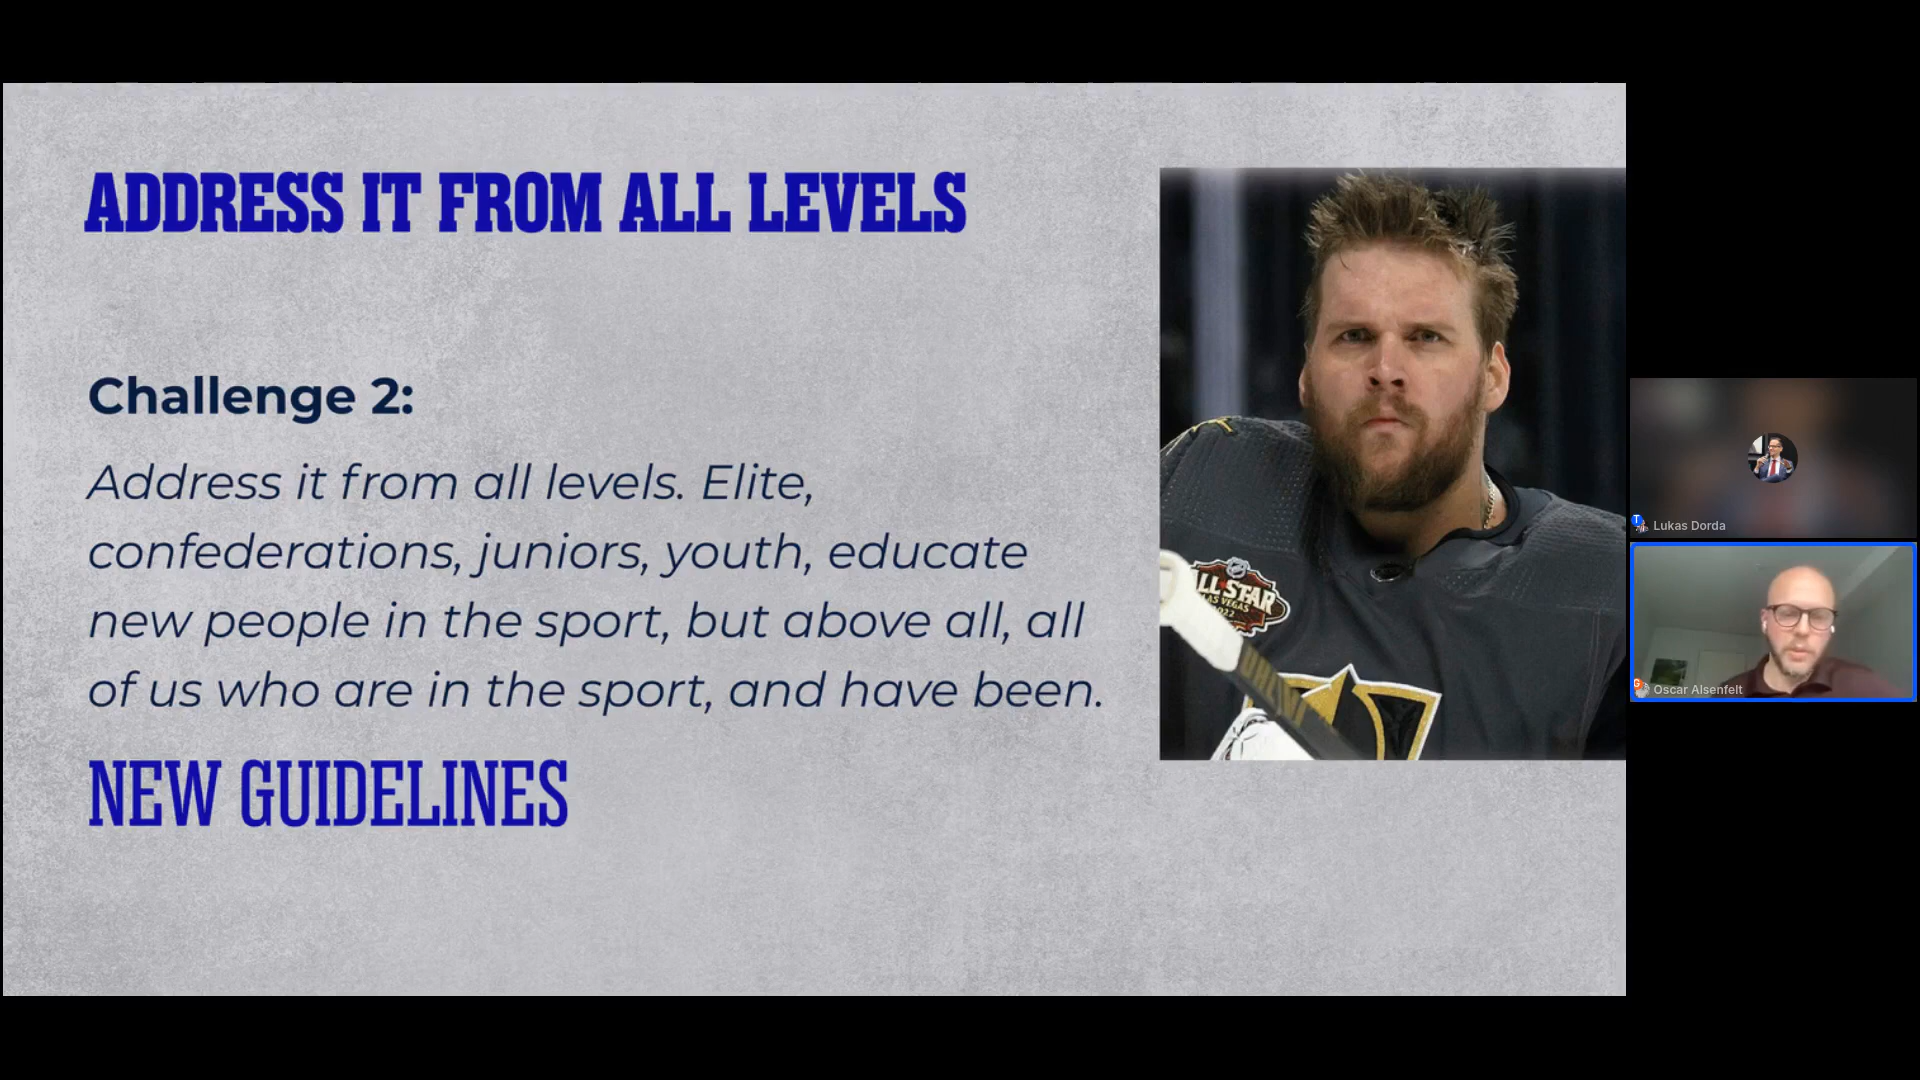 ADDRESS IT FROM ALL LEVELS
Challenge 2:
Address it from all levels. Elite,
confederations, juniors, youth, educate
new people in the sport, but above all, all
of us who are in the sport, and have been.
NEW GUIDELINES
ALL STAR
LAS VEGAS
2022
Lukas Dorda
Oscar Alsenfelt